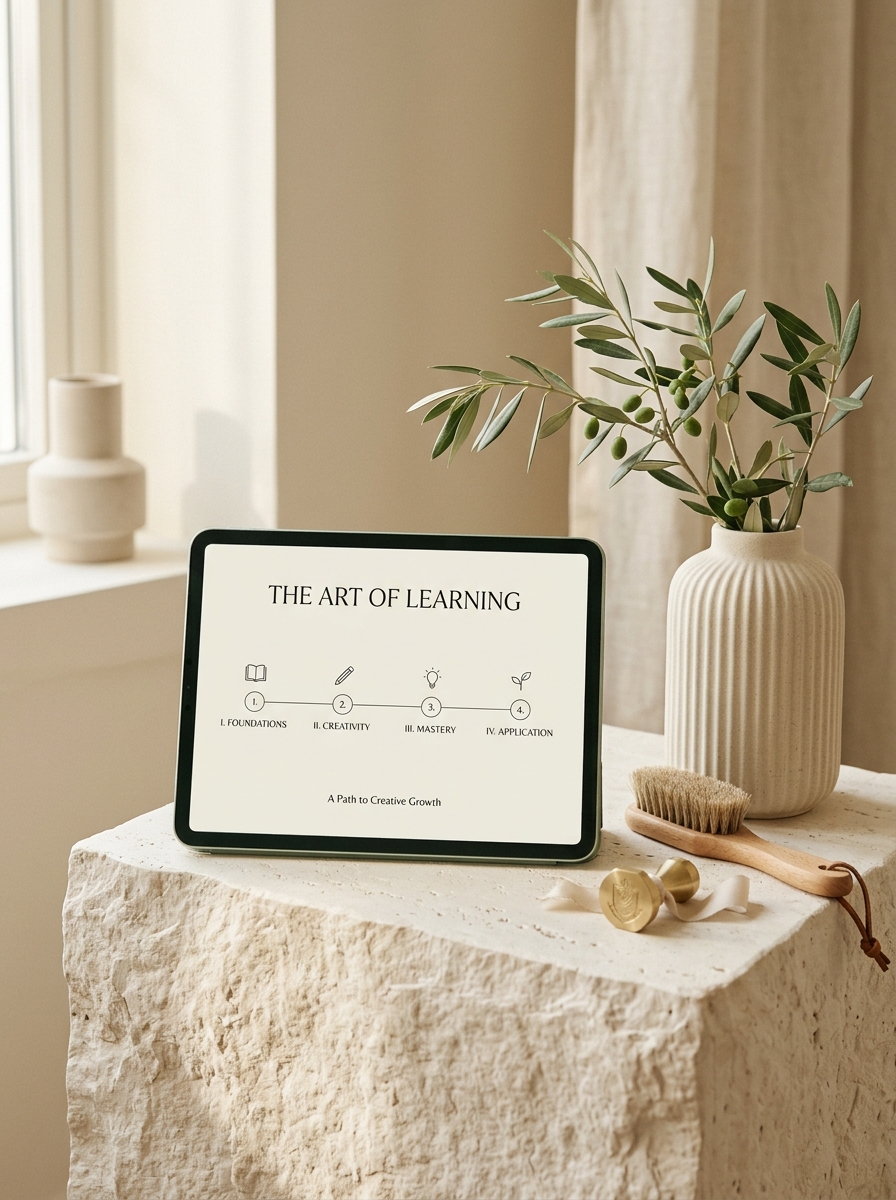 THE ART OF LEARNING
1. 2. 3. 4.
I. FOUNDATIONS II. CREATIVITY III. MASTERY IV. APPLICATION
A Path to Creative Growth